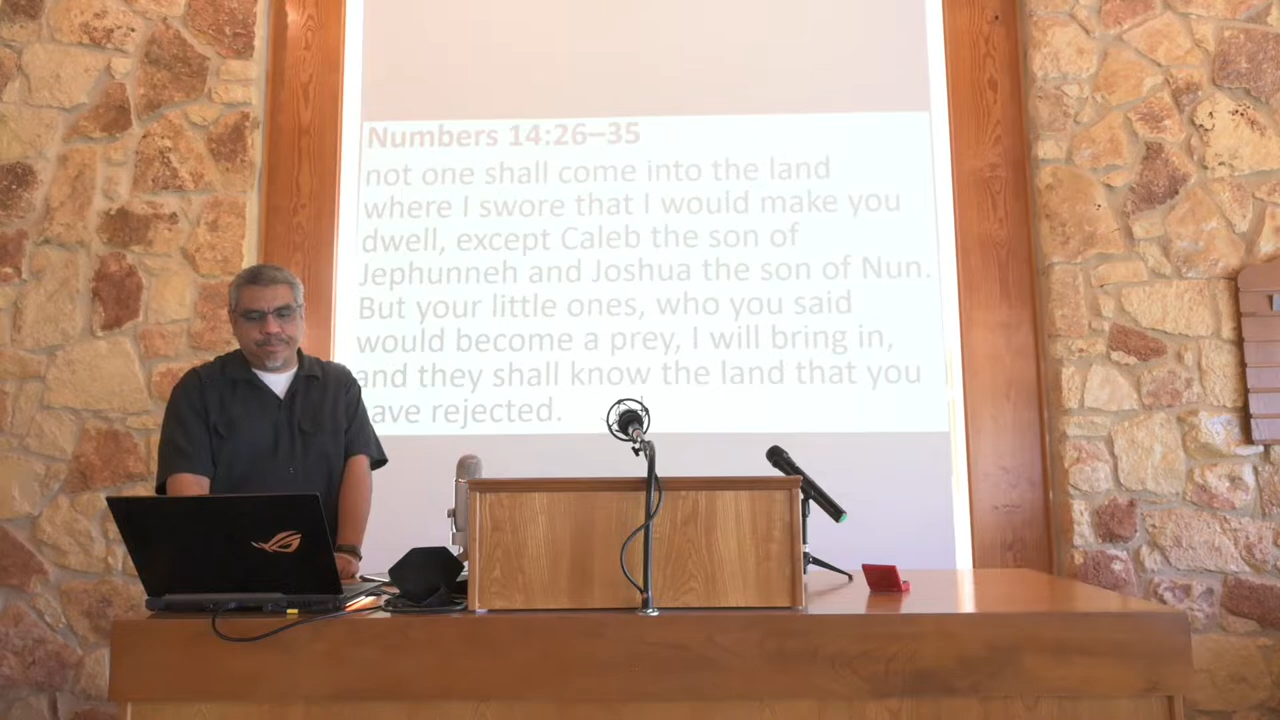 Numbers 14:26–35
not one shall come into the land
where I swore that I would make you
dwell, except Caleb the son of
Jephunneh and Joshua the son of Nun.
But your little ones, who you said
would become a prey, I will bring in,
and they shall know the land that you
ave rejected.